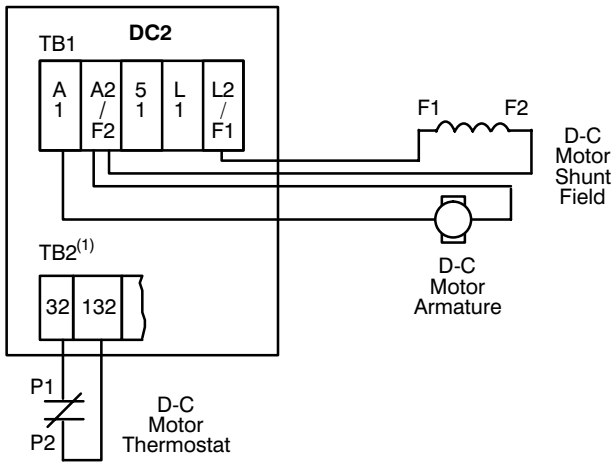 DC2
TB1
A
1
A2
/
F2
5
1
L
1
L2
/
F1
F1 F2
D-C
Motor
Shunt
Field
TB2(1)
32 132
D-C
Motor
Armature
P1
P2
D-C
Motor
Thermostat